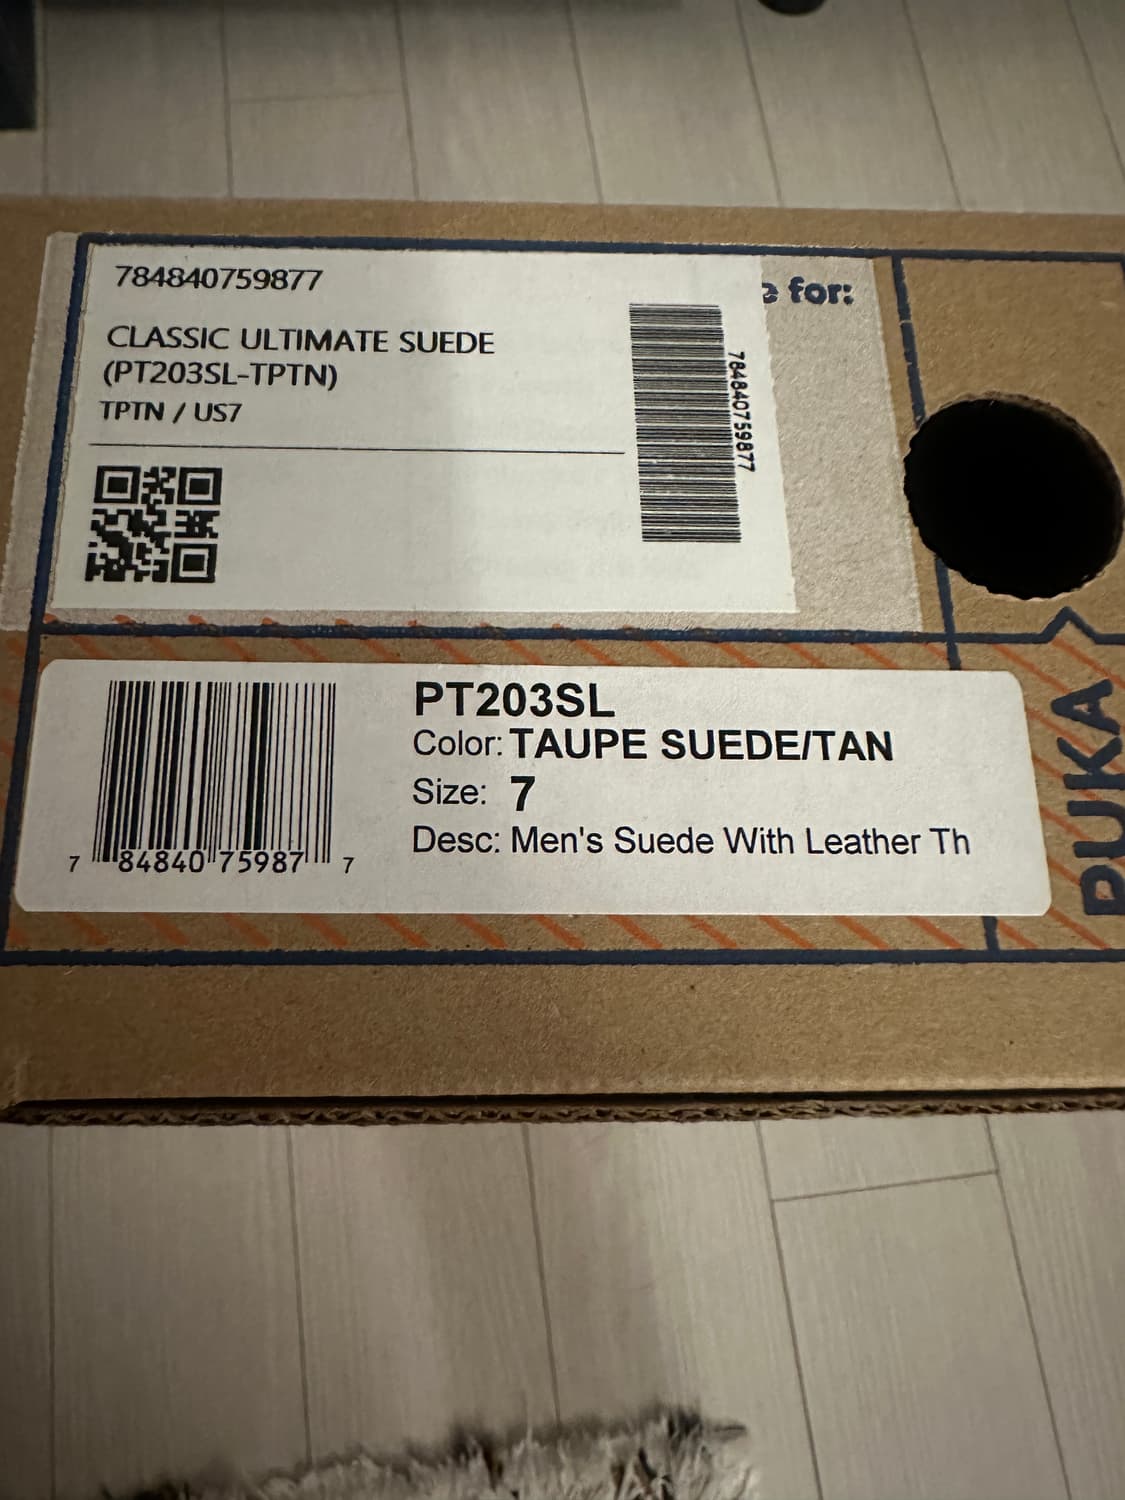 784840759877
CLASSIC ULTIMATE SUEDE
(PT203SL-TPTN)
TPTN / US7
784840759877
for:
PT203SL
Color: TAUPE SUEDE/TAN
Size: 7
Desc: Men's Suede With Leather Th
7 84840 75987 7
PUKA